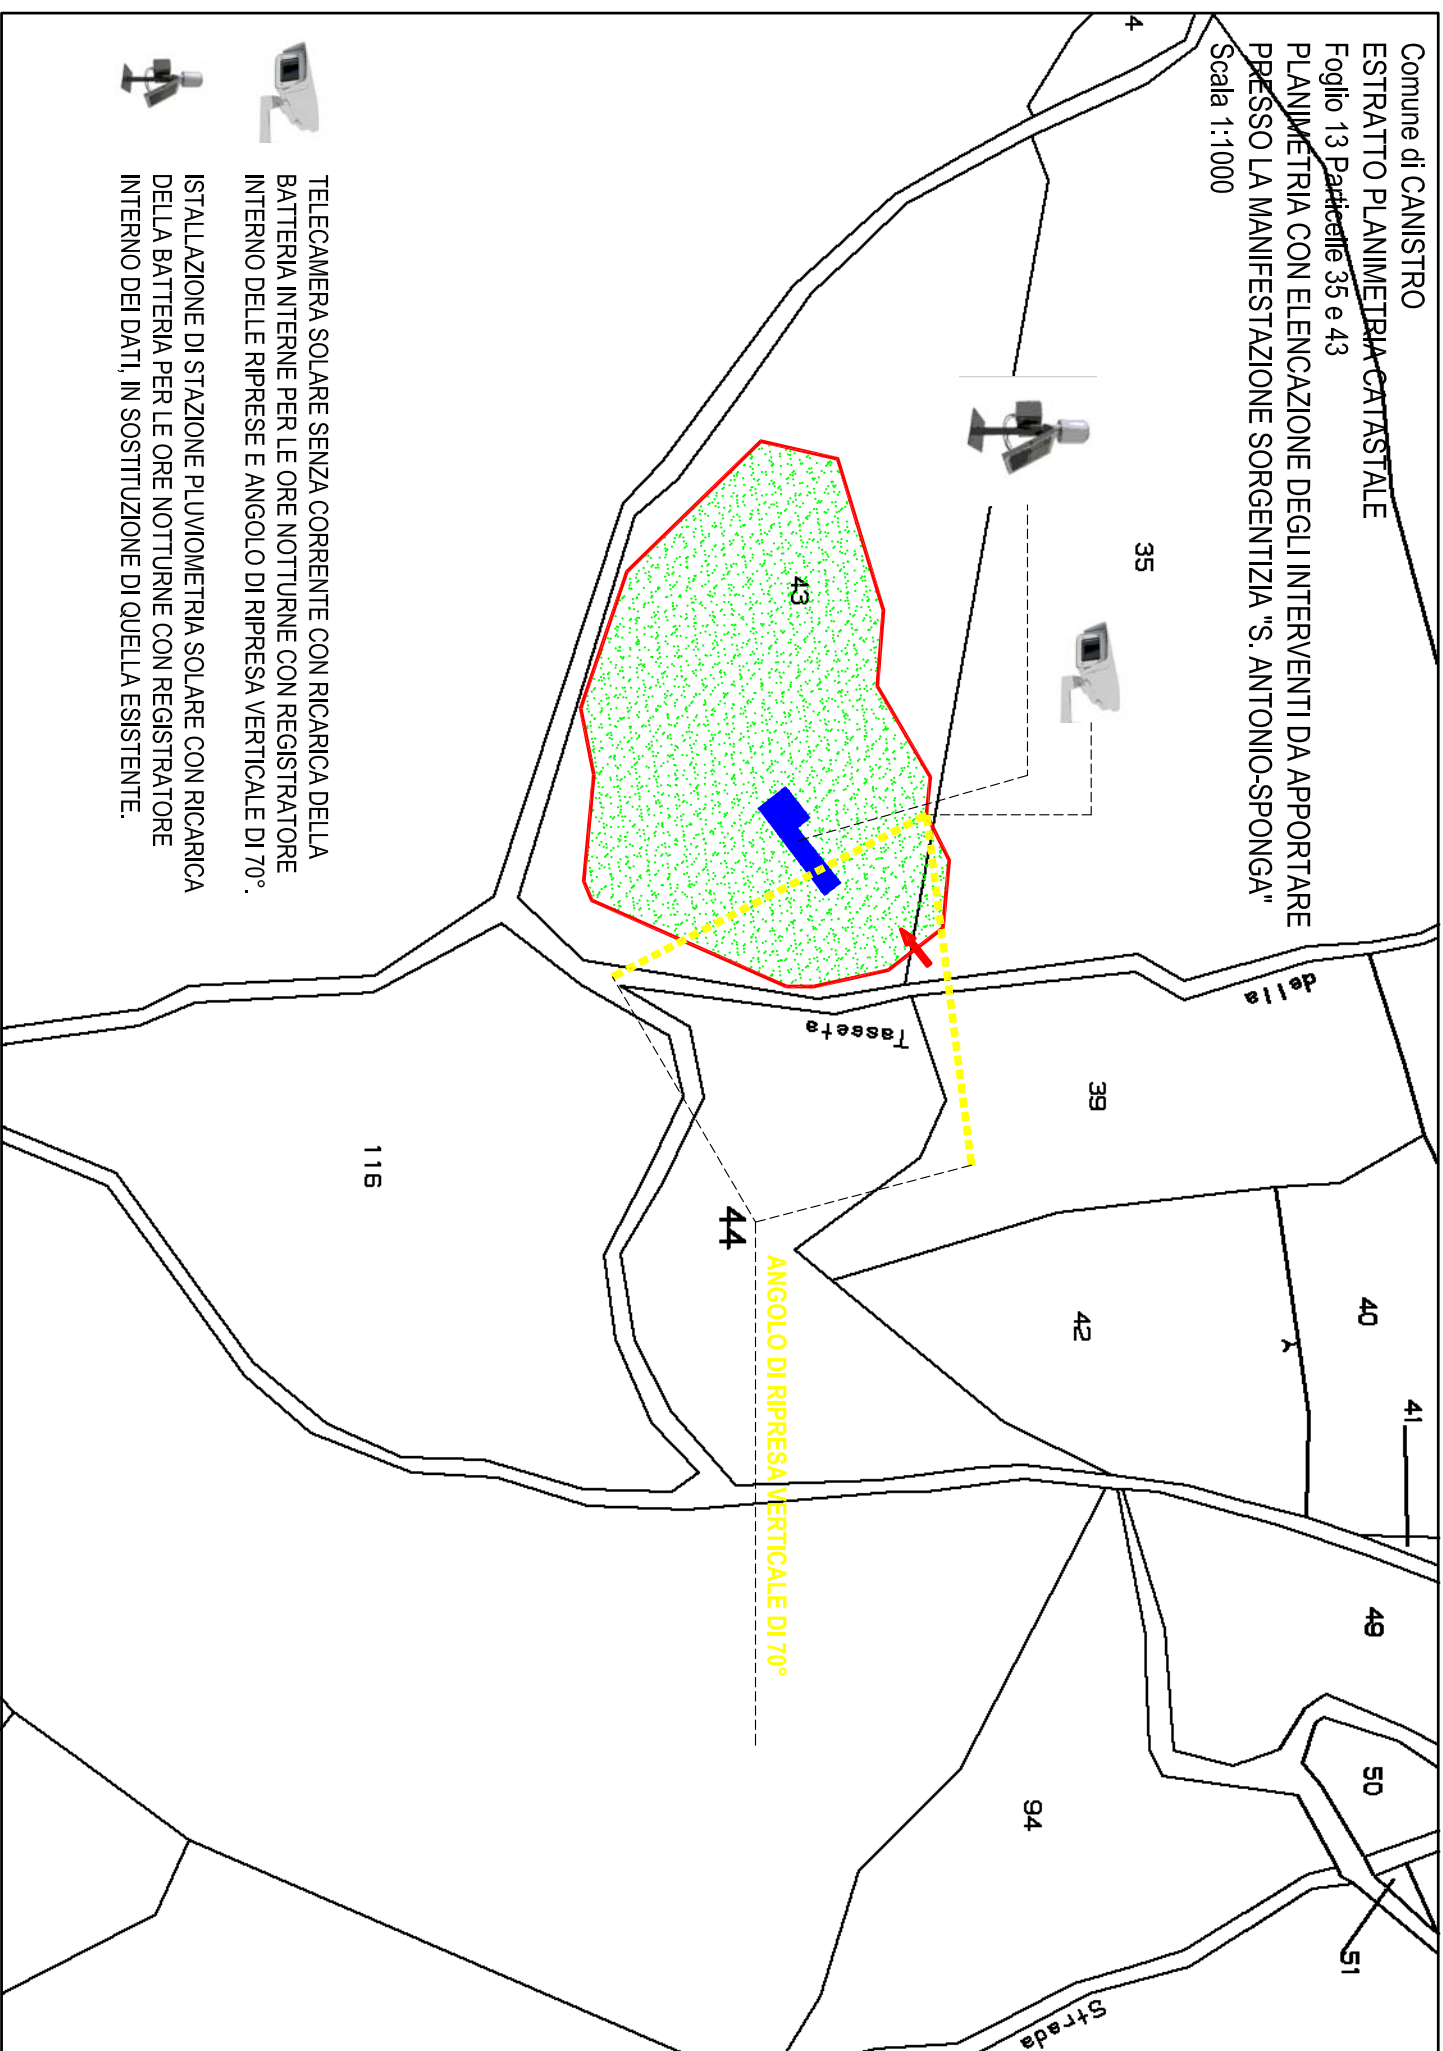 Comune di CANISTRO
ESTRATTO PLANIMETRIA CATASTALE
Foglio 13 Particelle 35 e 43
PLANIMETRIA CON ELENCAZIONE DEGLI INTERVENTI DA APPORTARE
PRESSO LA MANIFESTAZIONE SORGENTIZIA "S. ANTONIO-SPONGA"
Scala 1:1000
4
35
della
40
41
49
50
51
39
42
94
Strada
43
Tasseta
44
ANGOLO DI RIPRESA VERTICALE DI 70°
116
TELECAMERA SOLARE SENZA CORRENTE CON RICARICA DELLA
BATTERIA INTERNE PER LE ORE NOTTURNE CON REGISTRATORE
INTERNO DELLE RIPRESE E ANGOLO DI RIPRESA VERTICALE DI 70°.
ISTALLAZIONE DI STAZIONE PLUVIOMETRIA SOLARE CON RICARICA
DELLA BATTERIA PER LE ORE NOTTURNE CON REGISTRATORE
INTERNO DEI DATI, IN SOSTITUZIONE DI QUELLA ESISTENTE.